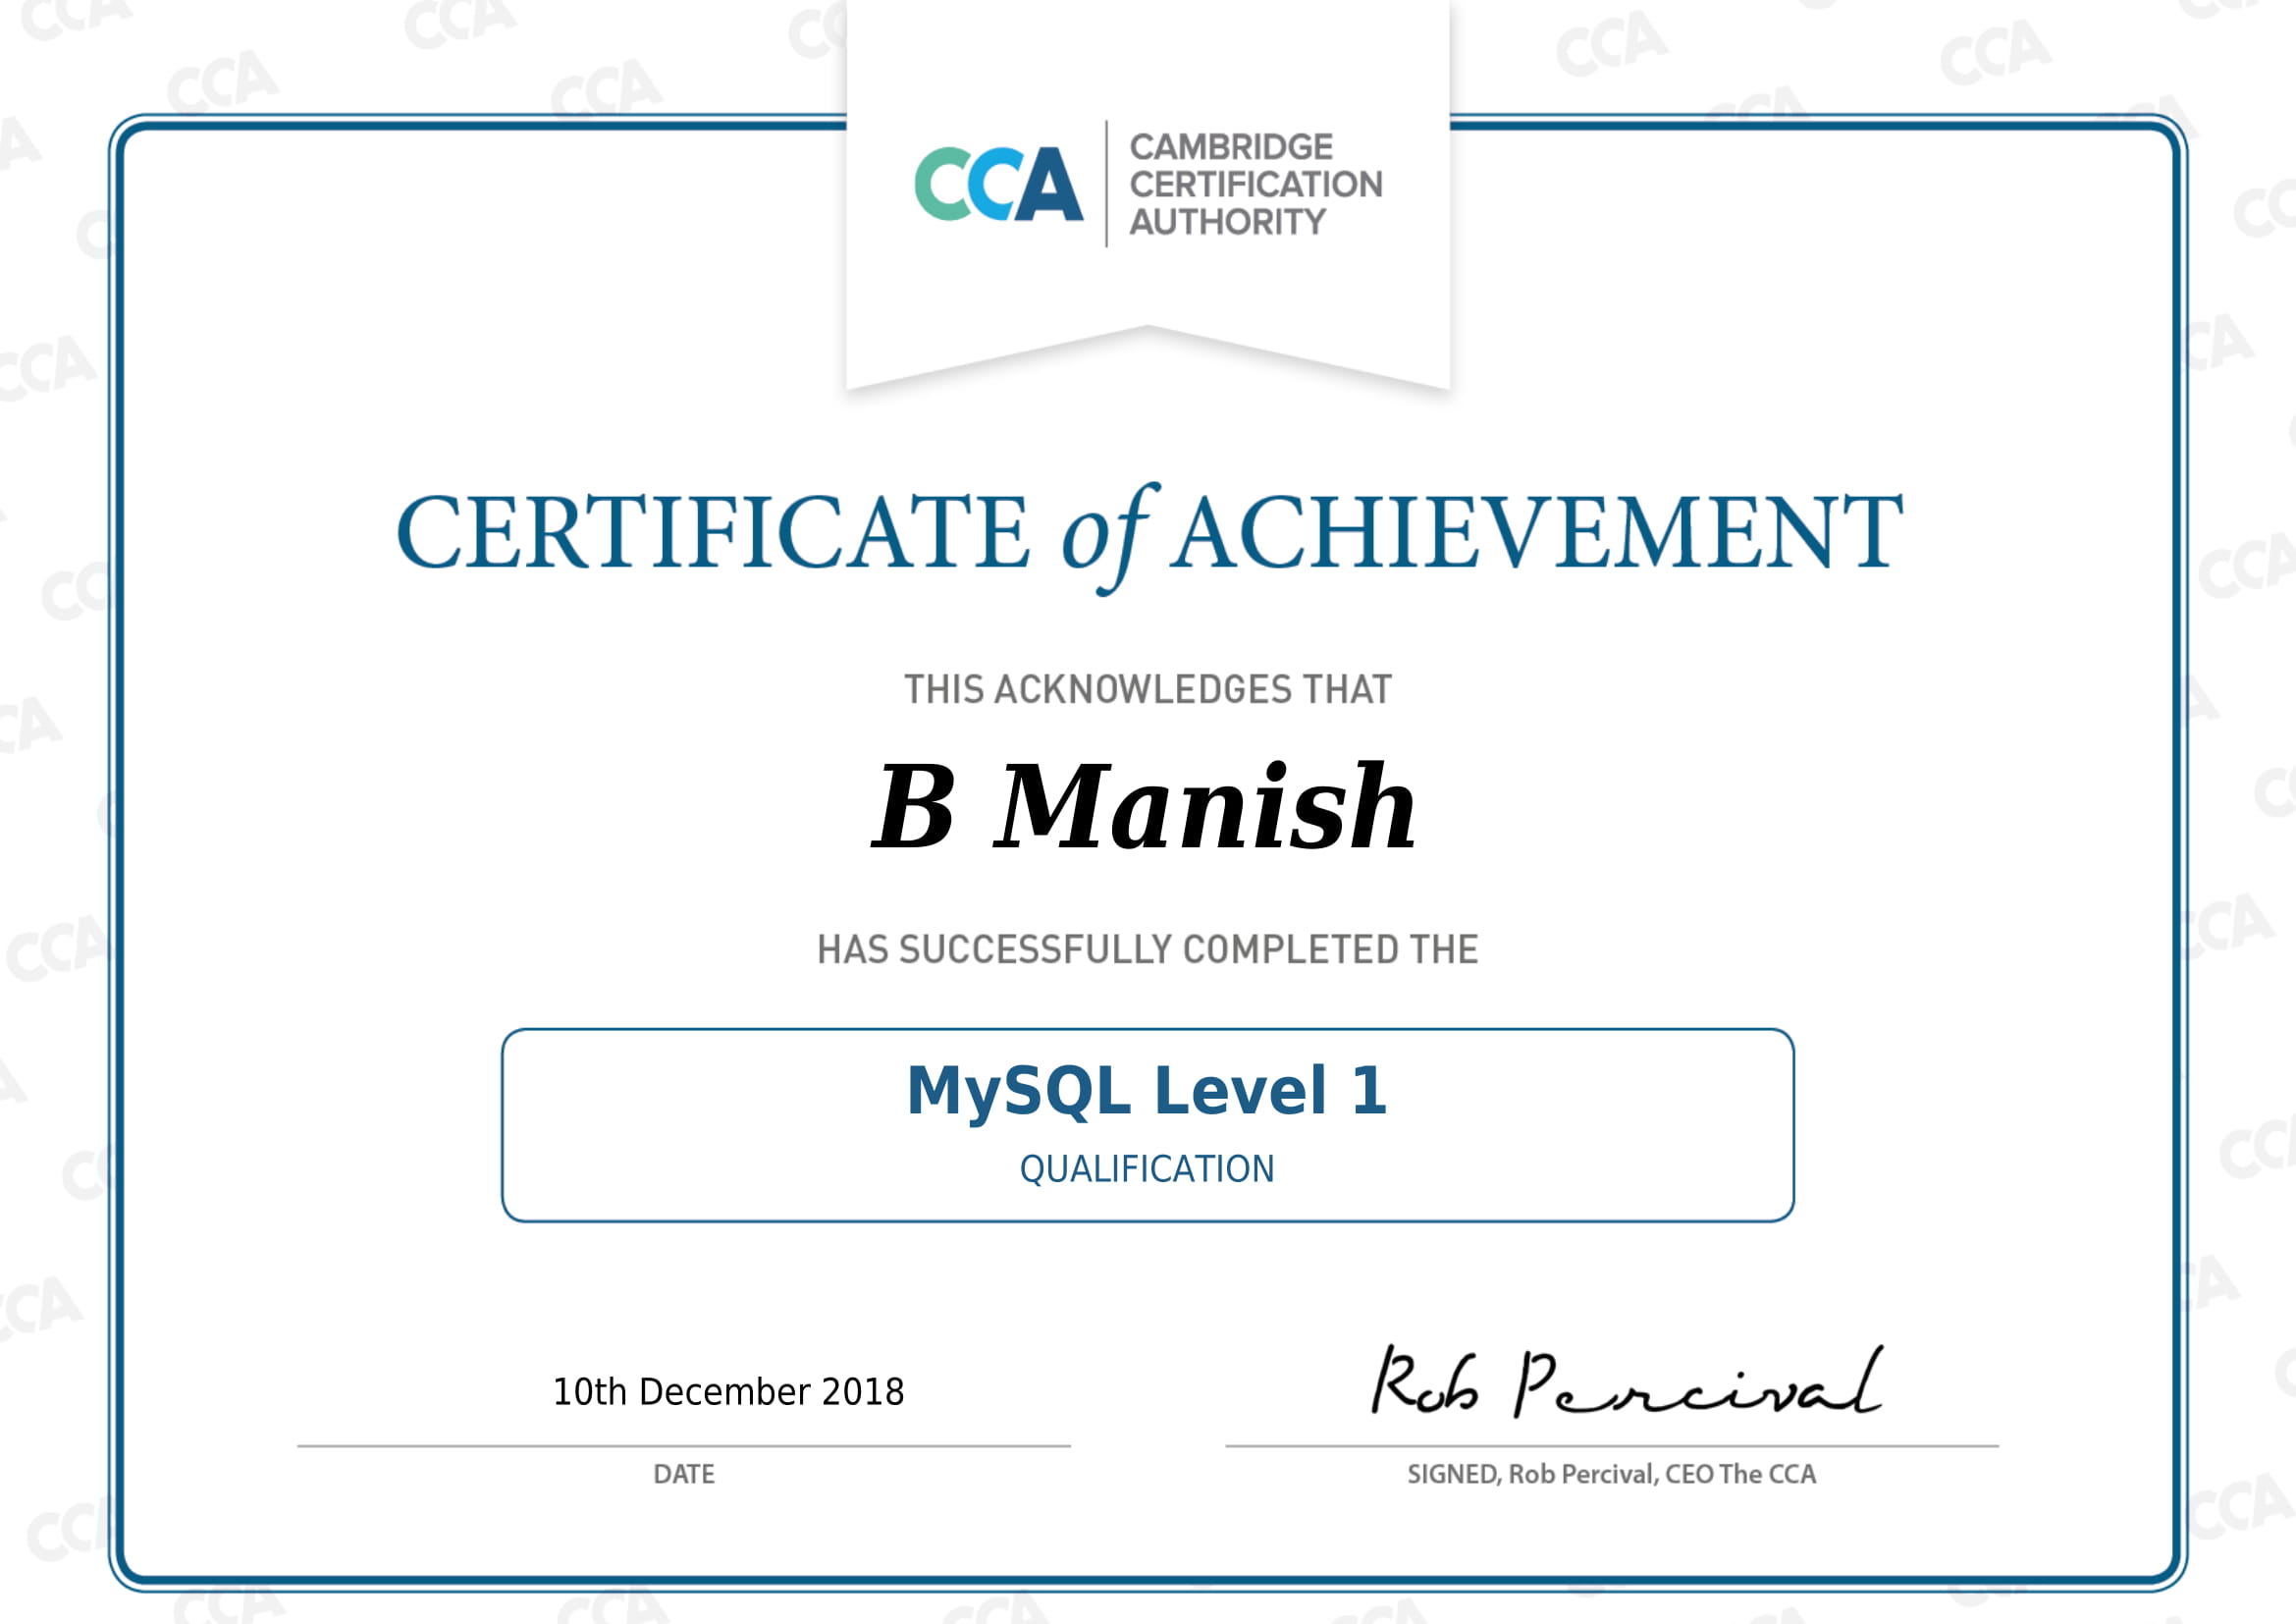 CCA
CAMBRIDGE
CERTIFICATION
AUTHORITY
CERTIFICATE of ACHIEVEMENT
THIS ACKNOWLEDGES THAT
B Manish
HAS SUCCESSFULLY COMPLETED THE
MySQL Level 1
QUALIFICATION
10th December 2018
Rob Percival
DATE
SIGNED, Rob Percival, CEO The CCA